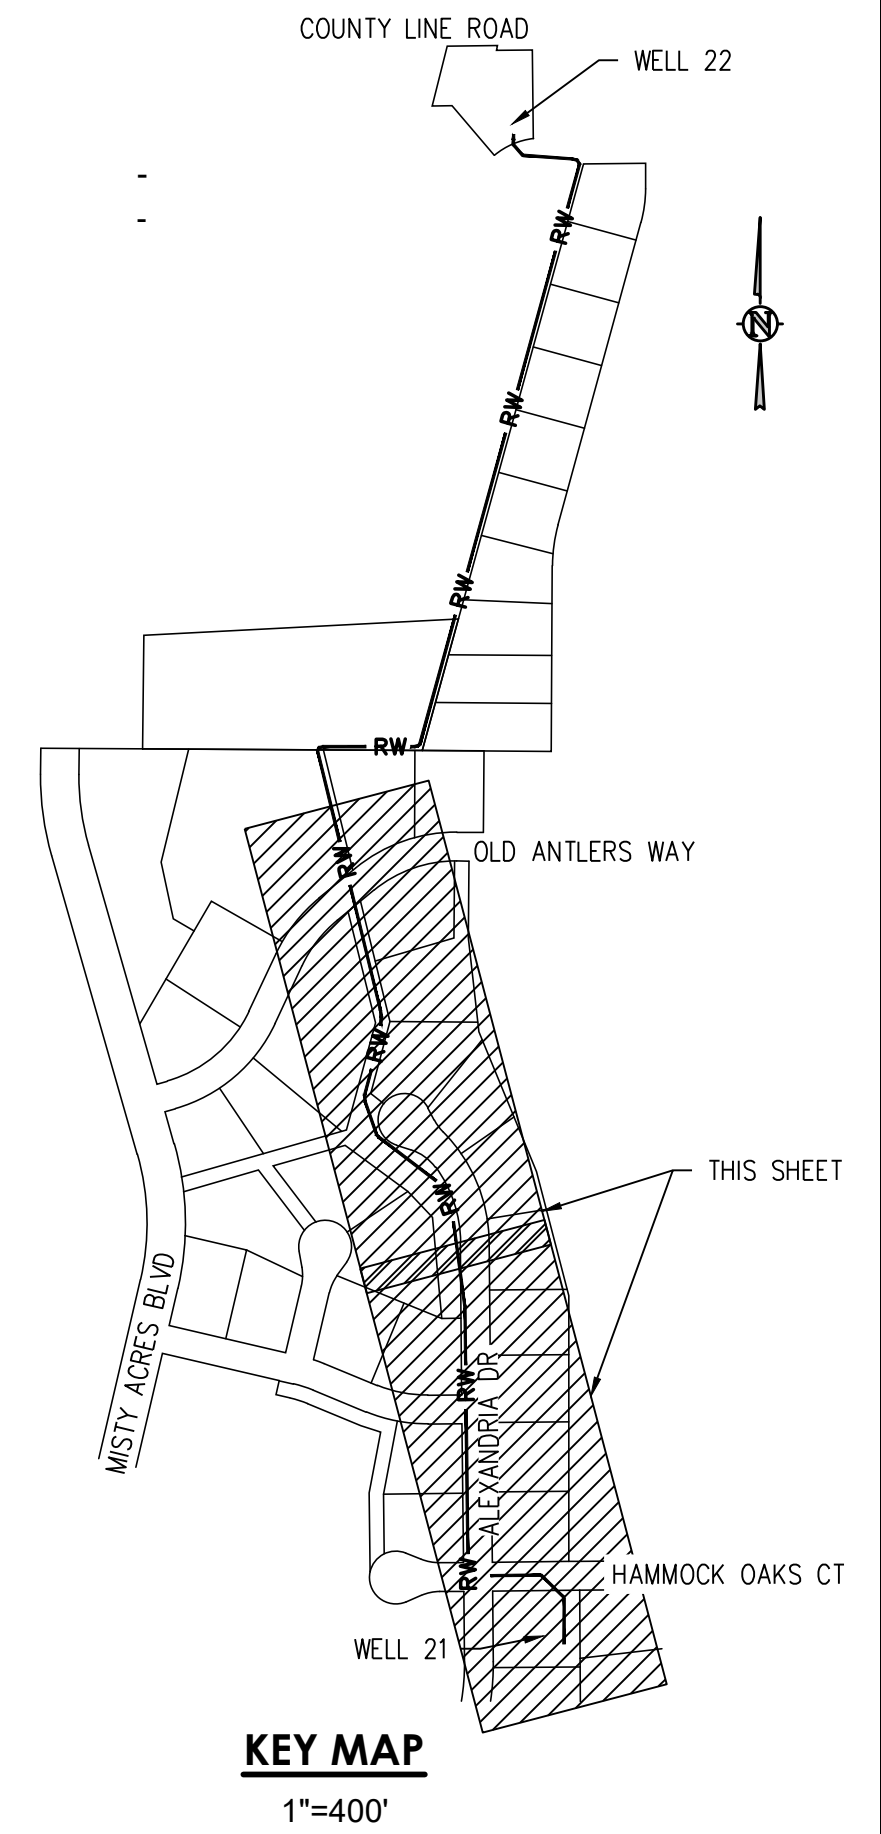 COUNTY LINE ROAD
WELL 22
-
-
RW
N
RW
RW
RW
OLD ANTLERS WAY
RW
RW
THIS SHEET
RW
MISTY ACRES BLVD
RW
ALEXANDRIA DR
RW
HAMMOCK OAKS CT
WELL 21
KEY MAP
1"=400'